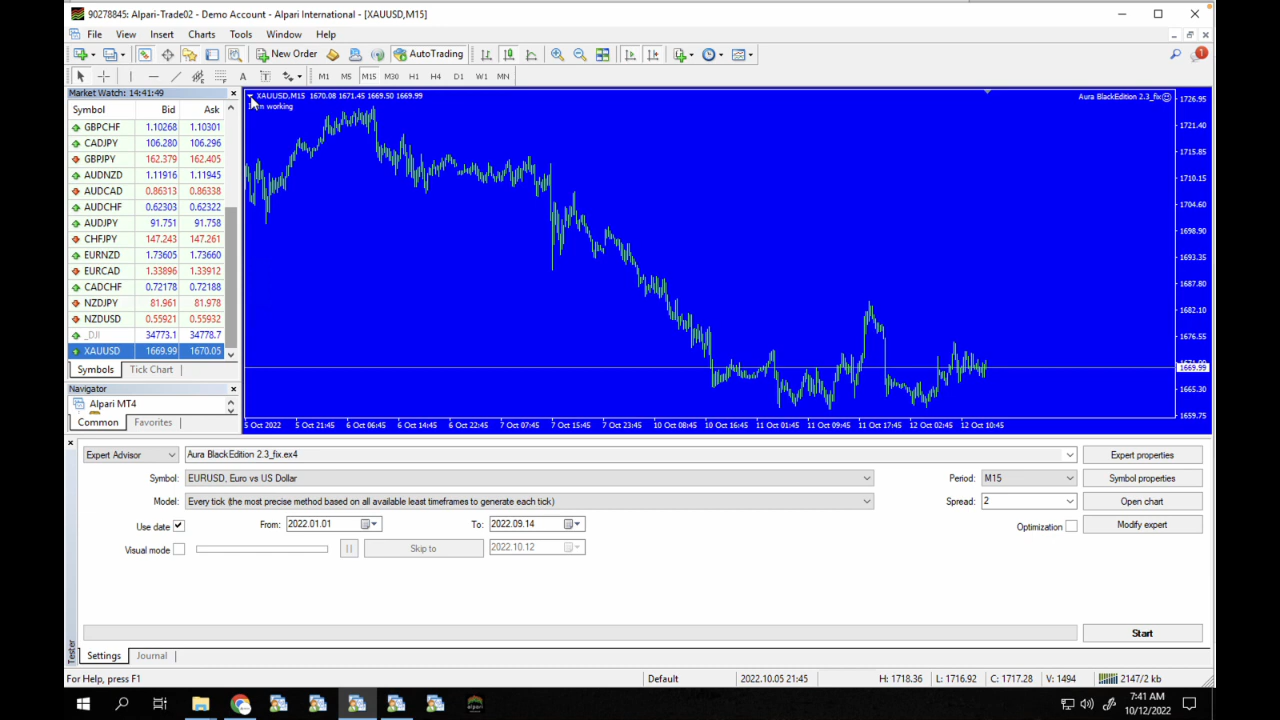 90278845: Alpari-Trade02 - Demo Account - Alpari International - [XAUUSD,M15]
File View Insert Charts Tools Window Help
New Order AutoTrading 1
A T M1 M5 M15 M30 H1 H4 D1 W1 MN
Market Watch: 14:41:49
Symbol Bid Ask
GBPCHF 1.10268 1.10301
CADJPY 106.280 106.296
GBPJPY 162.379 162.405
AUDNZD 1.11916 1.11945
AUDCAD 0.86313 0.86338
AUDCHF 0.62303 0.62322
AUDJPY 91.751 91.758
CHFJPY 147.243 147.261
EURNZD 1.73605 1.73660
EURCAD 1.33896 1.33912
CADCHF 0.72178 0.72188
NZDJPY 81.961 81.978
NZDUSD 0.55921 0.55932
_DJI 34773.1 34778.7
XAUUSD 1669.99 1670.05
Symbols Tick Chart
Navigator
Alpari MT4
Common Favorites
XAUUSD,M15 1670.08 1671.45 1669.50 1669.99
working
Aura BlackEdition 2.3_fix
1726.95
1721.40
1715.85
1710.15
1704.60
1698.90
1693.35
1687.80
1682.10
1676.55
1669.99
1665.30
1659.75
5 Oct 2022 5 Oct 21:45 6 Oct 06:45 6 Oct 14:45 6 Oct 22:45 7 Oct 07:45 7 Oct 15:45 7 Oct 23:45 10 Oct 08:45 10 Oct 16:45 11 Oct 01:45 11 Oct 09:45 11 Oct 17:45 12 Oct 02:45 12 Oct 10:45
Expert Advisor Aura BlackEdition 2.3_fix.ex4 Expert properties
Symbol: EURUSD, Euro vs US Dollar Period: M15 Symbol properties
Model: Every tick (the most precise method based on all available least timeframes to generate each tick) Spread: 2 Open chart
Use date From: 2022.01.01 To: 2022.09.14 Optimization Modify expert
Visual mode Skip to 2022.10.12
Start
Tester
Settings Journal
For Help, press F1 Default 2022.10.05 21:45 H: 1718.36 L: 1716.92 C: 1717.28 V: 1494 2147/2 kb
alpari
7:41 AM
10/12/2022